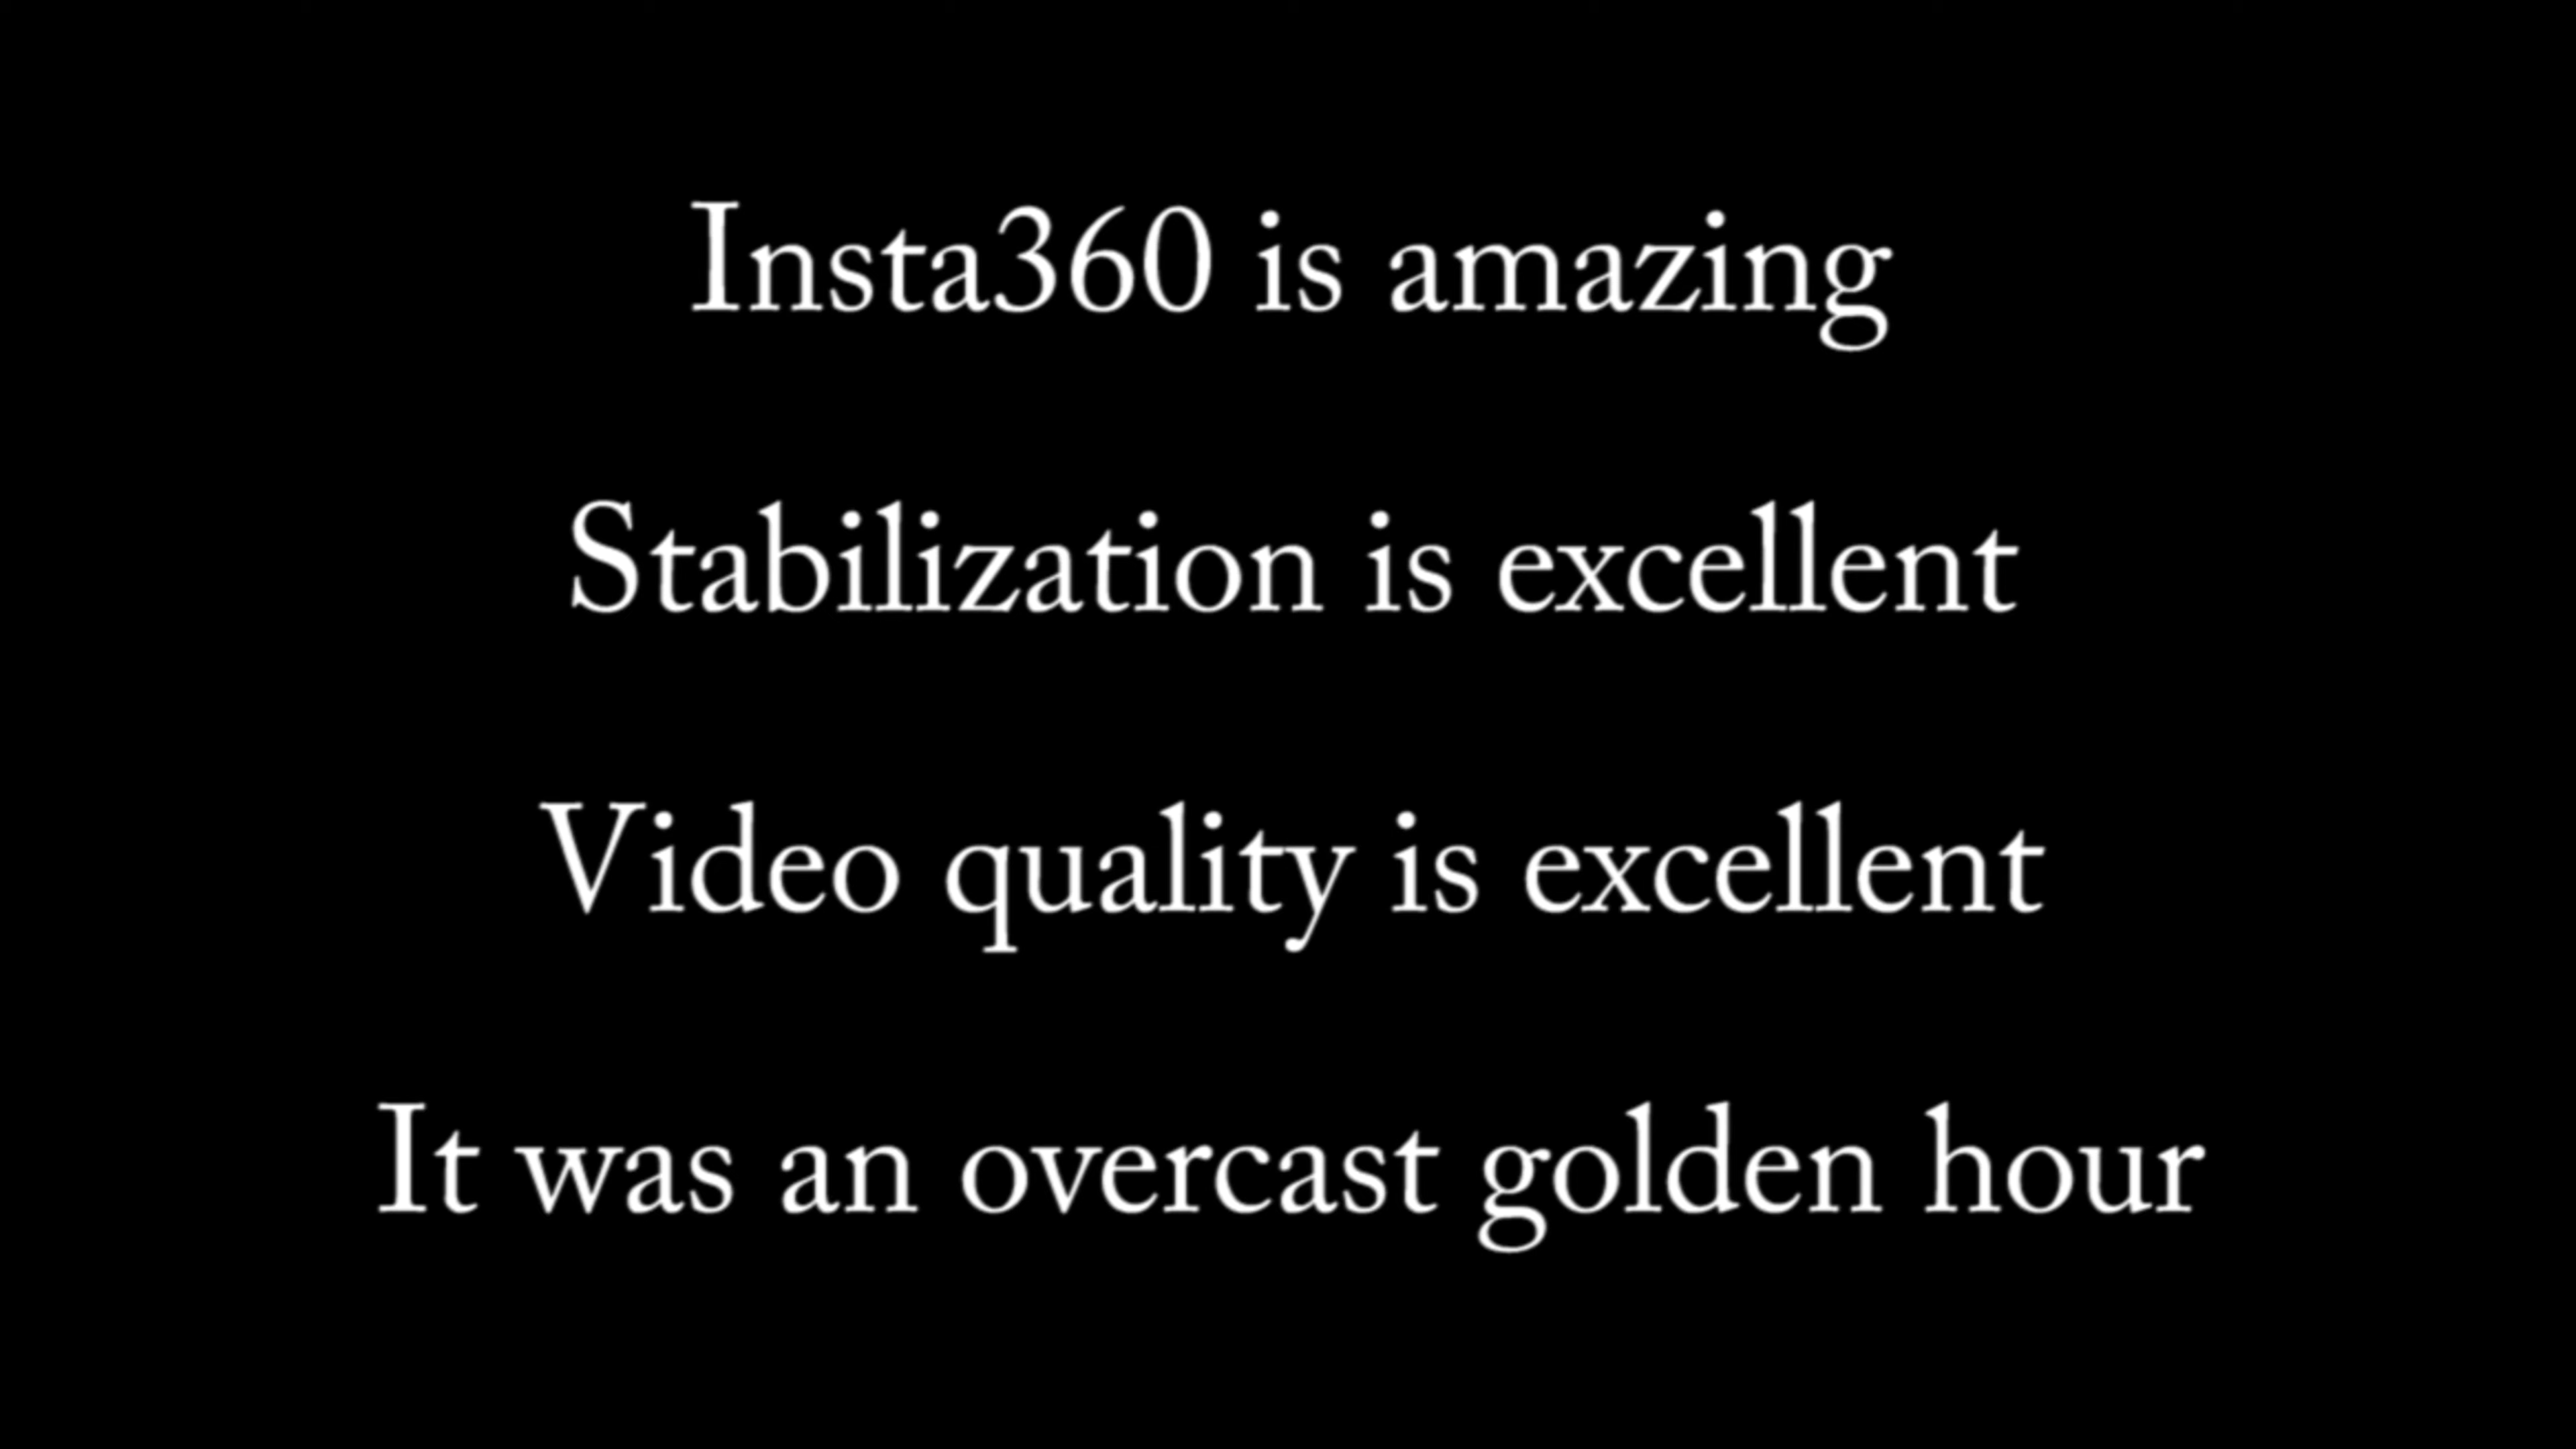 Insta360 is amazing
Stabilization is excellent
Video quality is excellent
It was an overcast golden hour